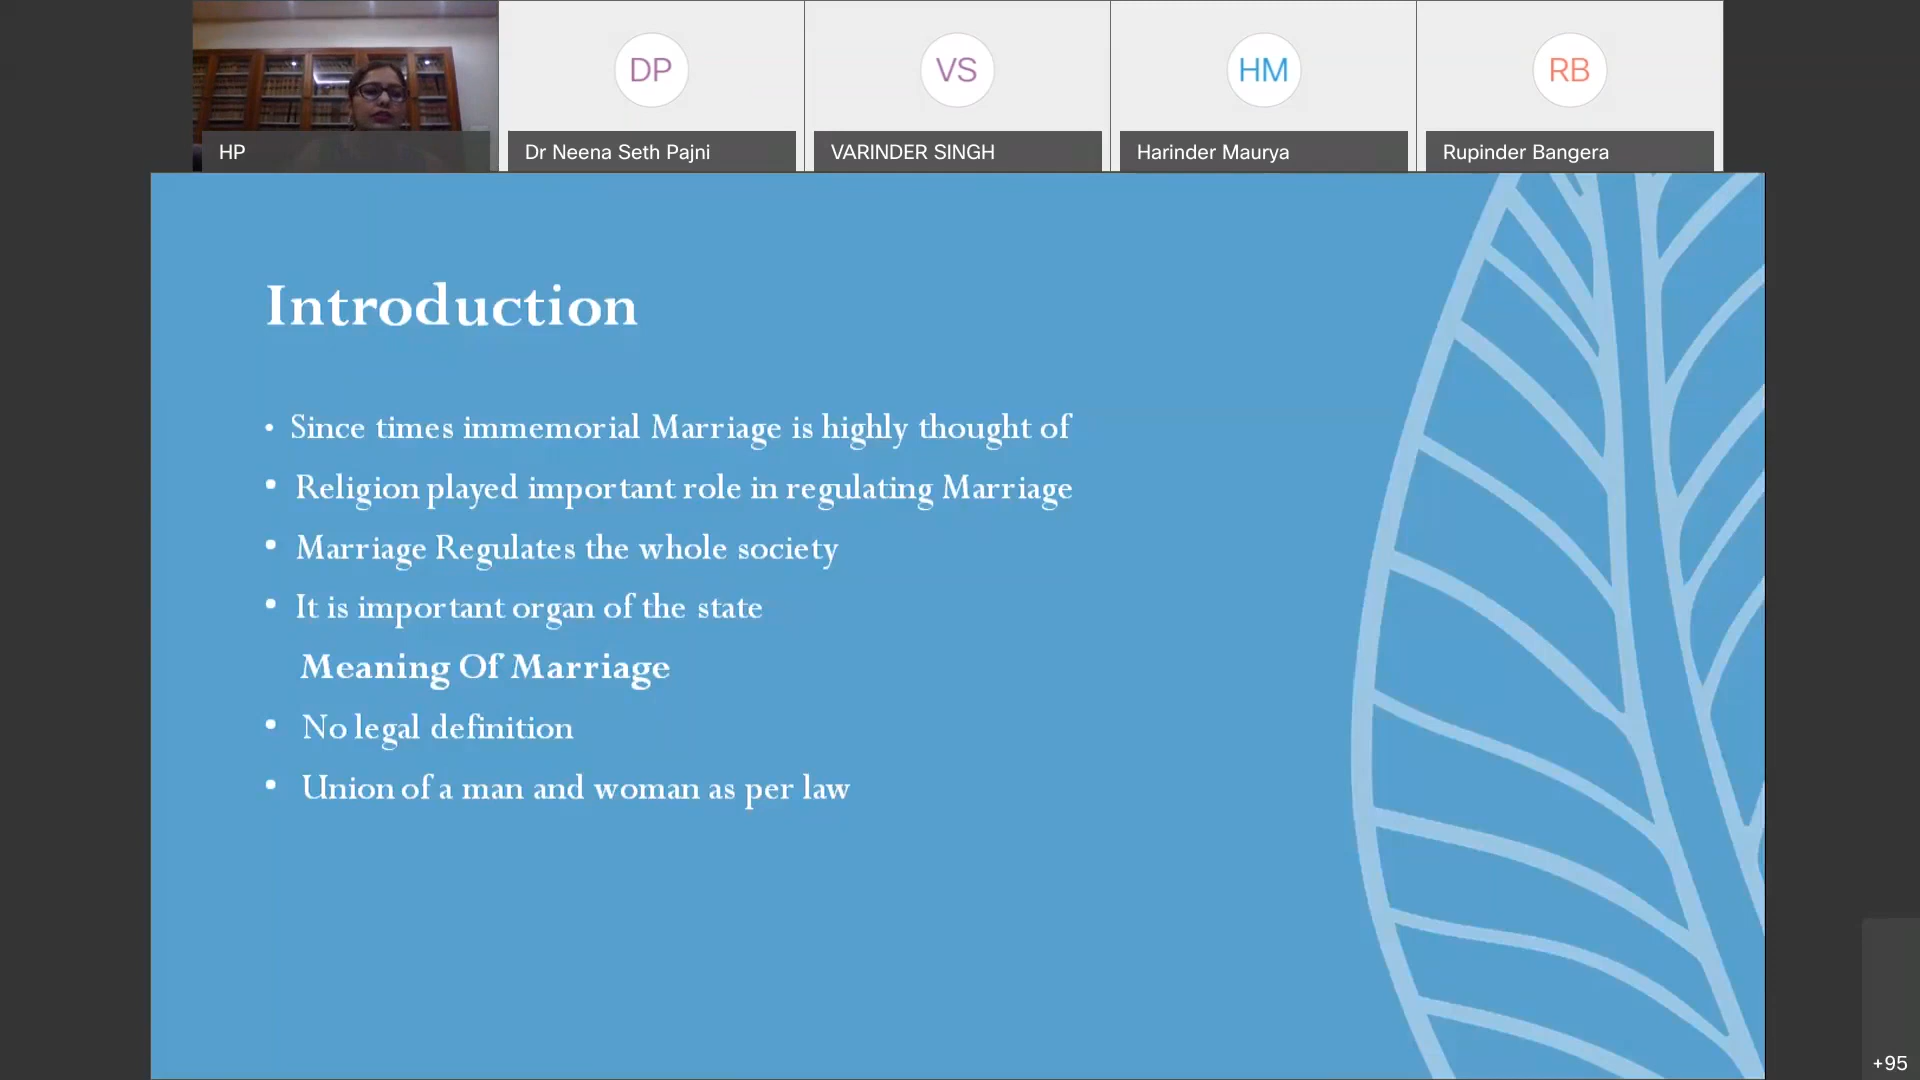 DP
VS
HM
RB
HP
Dr Neena Seth Pajni
VARINDER SINGH
Harinder Maurya
Rupinder Bangera
Introduction
• Since times immemorial Marriage is highly thought of
• Religion played important role in regulating Marriage
• Marriage Regulates the whole society
• It is important organ of the state
Meaning Of Marriage
• No legal definition
• Union of a man and woman as per law
+95